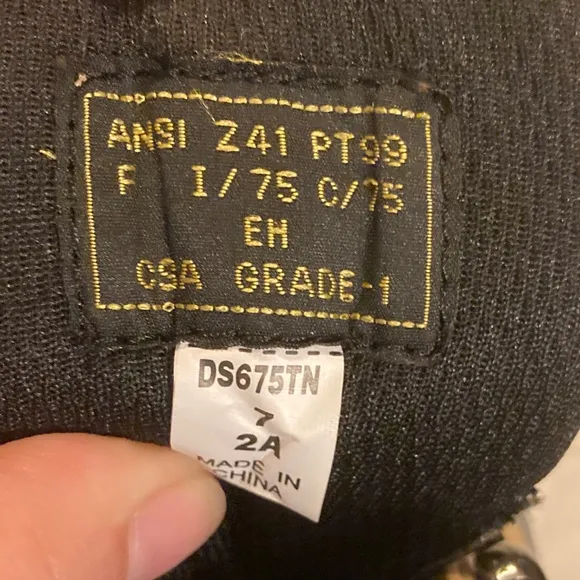 ANSI Z41 PT99
F I/75 C/75
EH
CSA GRADE-1
DS675TN
7
2A
MADE IN
CHINA